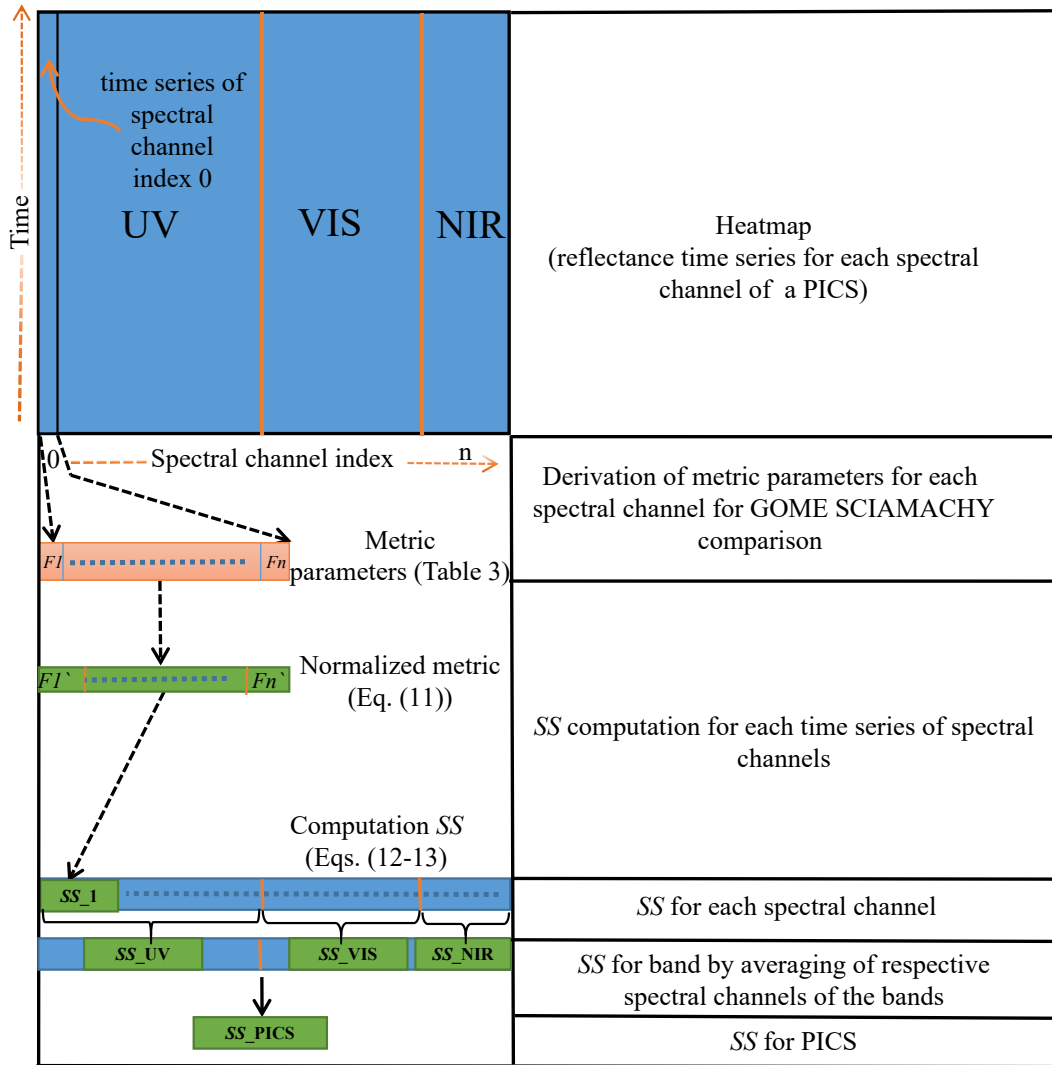 Time
time series of
spectral
channel
index 0
UV
VIS
NIR
Heatmap
(reflectance time series for each spectral
channel of a PICS)
0
Spectral channel index
n
Derivation of metric parameters for each
spectral channel for GOME SCIAMACHY
comparison
F1
Fn
Metric
parameters (Table 3)
F1`
Fn`
Normalized metric
(Eq. (11))
SS computation for each time series of spectral
channels
Computation SS
(Eqs. (12-13)
SS_1
SS for each spectral channel
SS_UV
SS_VIS
SS_NIR
SS for band by averaging of respective
spectral channels of the bands
SS_PICS
SS for PICS